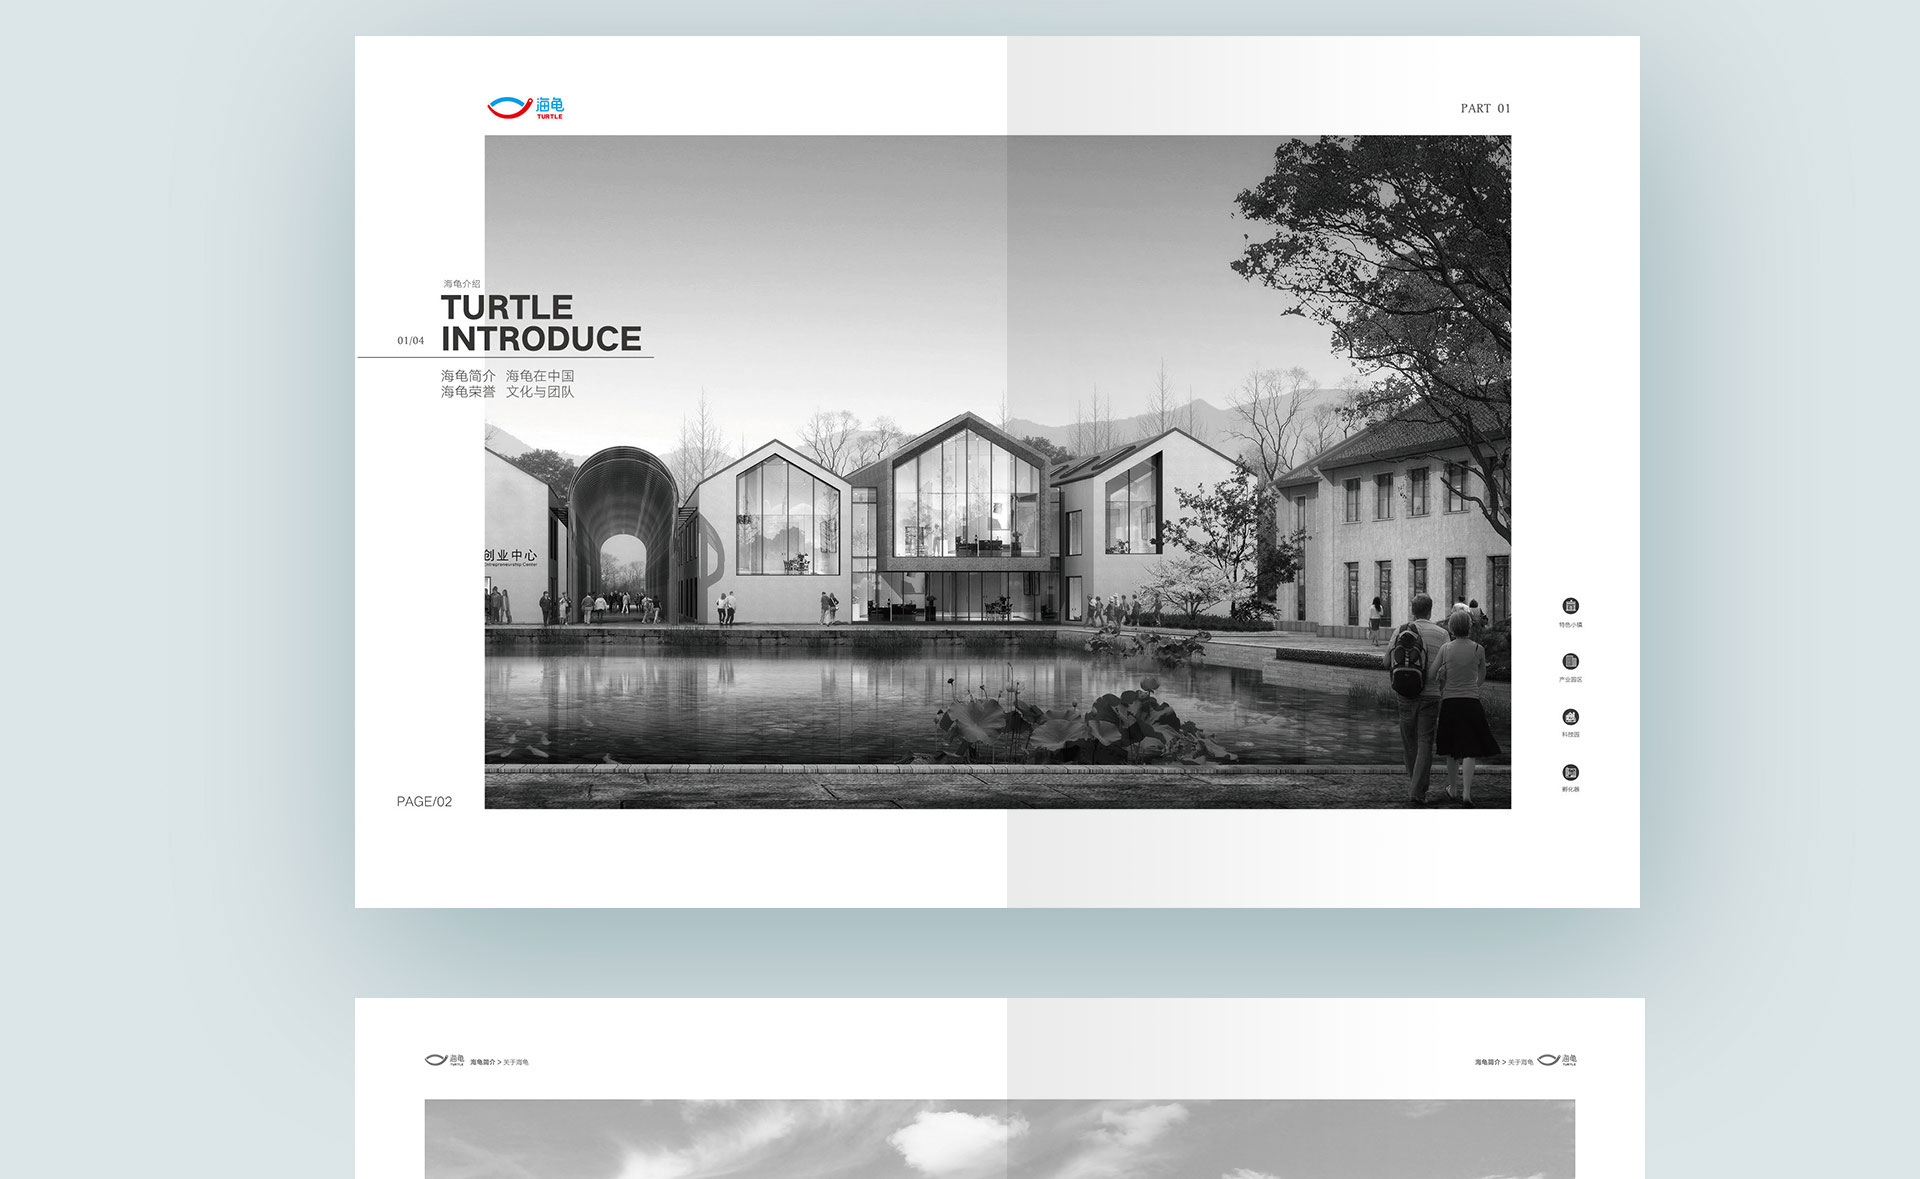 海龟
TURTLE
PART 01
海龟介绍
TURTLE
INTRODUCE
01/04
海龟简介 海龟在中国
海龟荣誉 文化与团队
创业中心
Entrepreneurship Center
特色小镇
产业园区
科技园
孵化器
PAGE/02
海龟
TURTLE
海龟简介 > 关于海龟
海龟简介 > 关于海龟
海龟
TURTLE